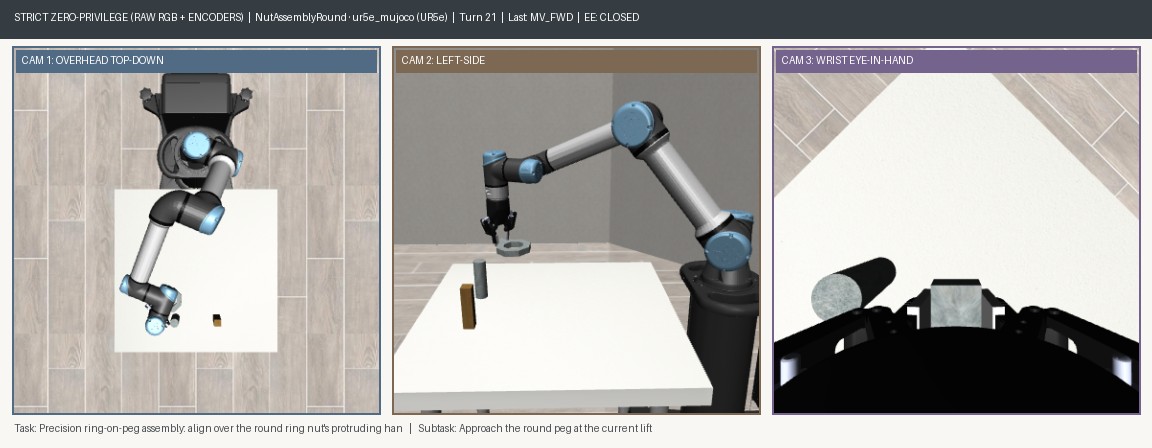 STRICT ZERO-PRIVILEGE (RAW RGB + ENCODERS) | NutAssemblyRound · ur5e_mujoco (UR5e) | Turn 21 | Last: MV_FWD | EE: CLOSED
CAM 1: OVERHEAD TOP-DOWN
CAM 2: LEFT-SIDE
CAM 3: WRIST EYE-IN-HAND
Task: Precision ring-on-peg assembly: align over the round ring nut's protruding han | Subtask: Approach the round peg at the current lift